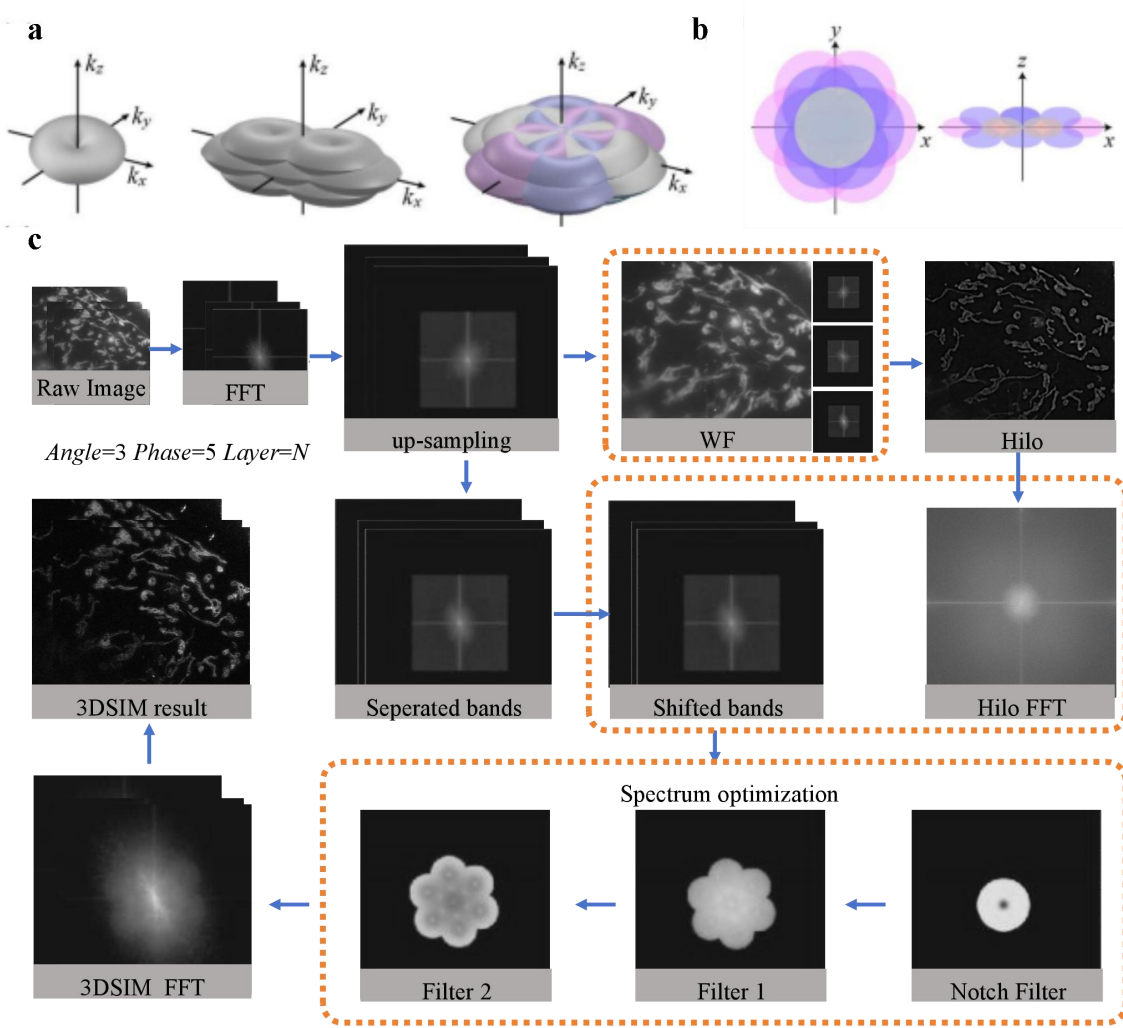 a
b
k_z
k_y
k_x
k_z
k_y
k_x
k_z
k_y
k_x
y
x
z
x
c
Raw Image
FFT
up-sampling
WF
Hilo
Angle=3 Phase=5 Layer=N
3DSIM result
Seperated bands
Shifted bands
Hilo FFT
Spectrum optimization
3DSIM FFT
Filter 2
Filter 1
Notch Filter